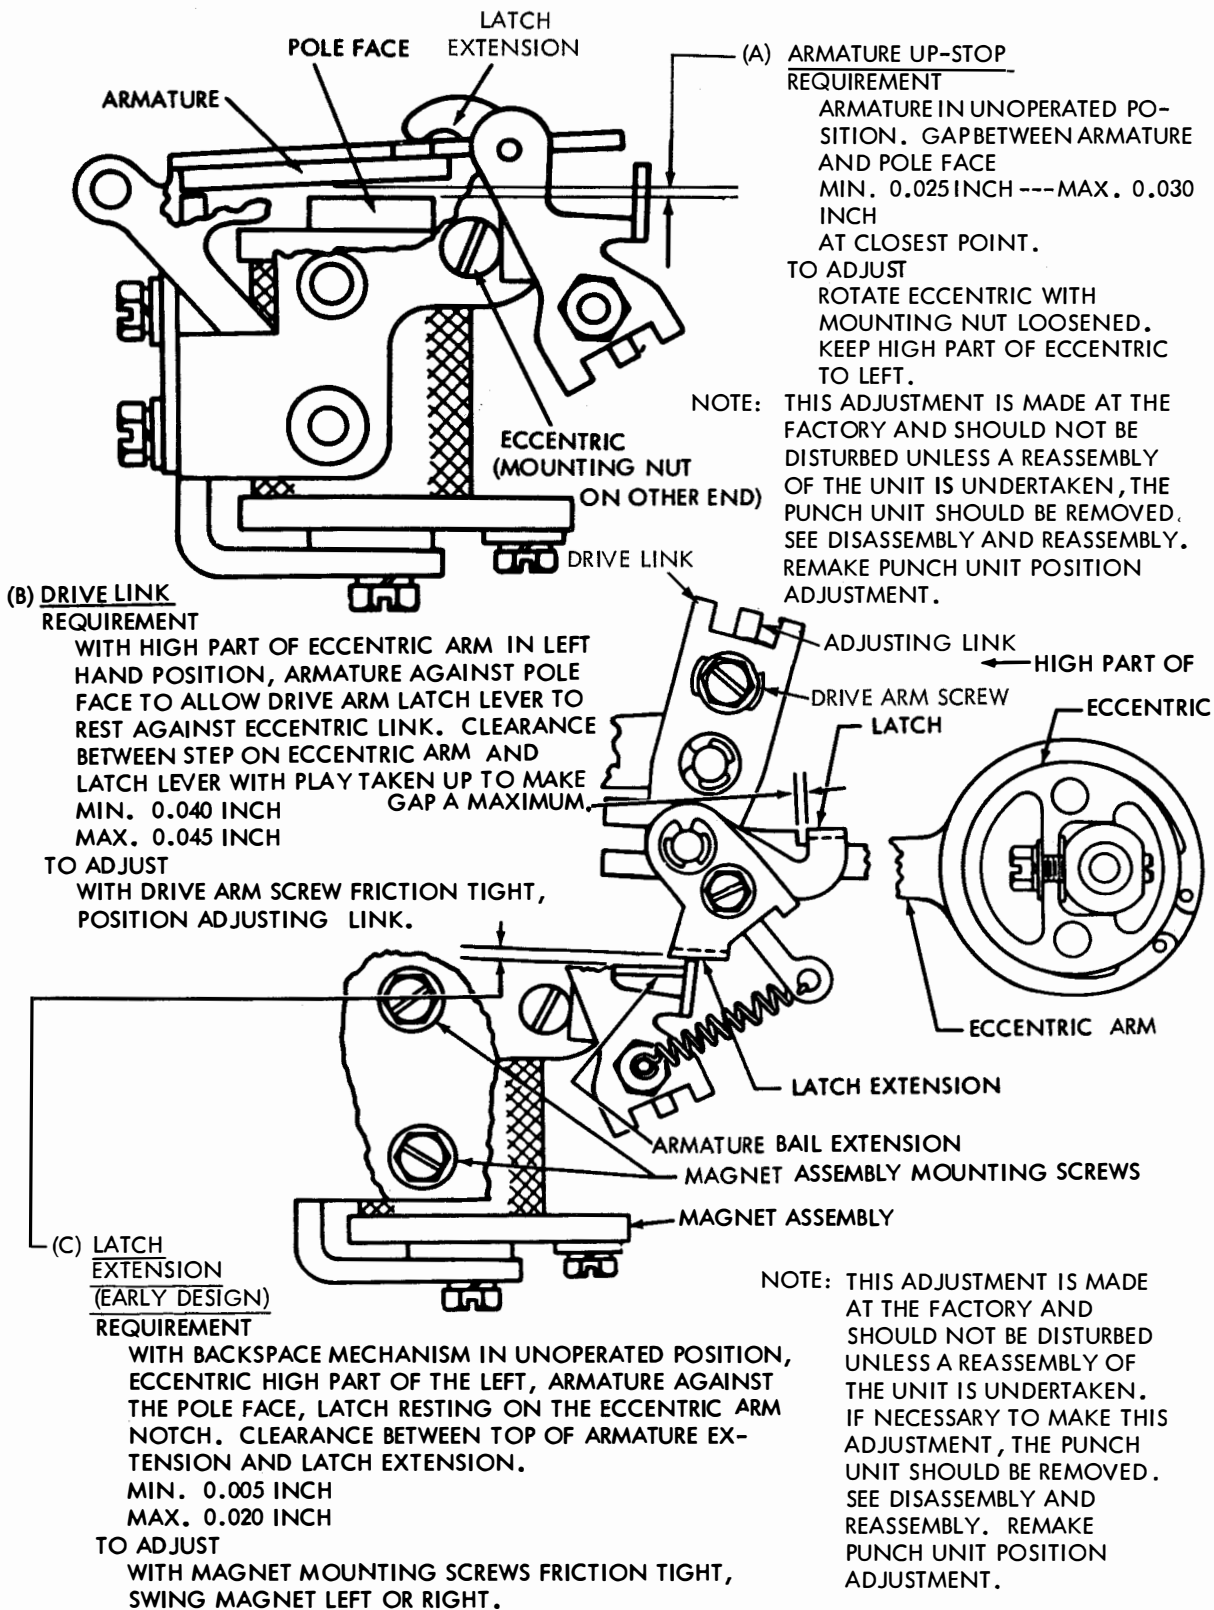 LATCH
EXTENSION
POLE FACE
ARMATURE
(A) ARMATURE UP-STOP
REQUIREMENT
ARMATURE IN UNOPERATED PO-
SITION. GAP BETWEEN ARMATURE
AND POLE FACE
MIN. 0.025 INCH ---MAX. 0.030
INCH
AT CLOSEST POINT.
TO ADJUST
ROTATE ECCENTRIC WITH
MOUNTING NUT LOOSENED.
KEEP HIGH PART OF ECCENTRIC
TO LEFT.
NOTE: THIS ADJUSTMENT IS MADE AT THE
FACTORY AND SHOULD NOT BE
DISTURBED UNLESS A REASSEMBLY
OF THE UNIT IS UNDERTAKEN, THE
PUNCH UNIT SHOULD BE REMOVED.
SEE DISASSEMBLY AND REASSEMBLY.
REMAKE PUNCH UNIT POSITION
ADJUSTMENT.
ECCENTRIC
(MOUNTING NUT
ON OTHER END)
(B) DRIVE LINK
REQUIREMENT
WITH HIGH PART OF ECCENTRIC ARM IN LEFT
HAND POSITION, ARMATURE AGAINST POLE
FACE TO ALLOW DRIVE ARM LATCH LEVER TO
REST AGAINST ECCENTRIC LINK. CLEARANCE
BETWEEN STEP ON ECCENTRIC ARM AND
LATCH LEVER WITH PLAY TAKEN UP TO MAKE
GAP A MAXIMUM.
MIN. 0.040 INCH
MAX. 0.045 INCH
TO ADJUST
WITH DRIVE ARM SCREW FRICTION TIGHT,
POSITION ADJUSTING LINK.
DRIVE LINK
ADJUSTING LINK
HIGH PART OF
ECCENTRIC
DRIVE ARM SCREW
LATCH
ECCENTRIC ARM
LATCH EXTENSION
ARMATURE BAIL EXTENSION
MAGNET ASSEMBLY MOUNTING SCREWS
MAGNET ASSEMBLY
(C) LATCH
EXTENSION
(EARLY DESIGN)
REQUIREMENT
WITH BACKSPACE MECHANISM IN UNOPERATED POSITION,
ECCENTRIC HIGH PART OF THE LEFT, ARMATURE AGAINST
THE POLE FACE, LATCH RESTING ON THE ECCENTRIC ARM
NOTCH. CLEARANCE BETWEEN TOP OF ARMATURE EX-
TENSION AND LATCH EXTENSION.
MIN. 0.005 INCH
MAX. 0.020 INCH
TO ADJUST
WITH MAGNET MOUNTING SCREWS FRICTION TIGHT,
SWING MAGNET LEFT OR RIGHT.
NOTE: THIS ADJUSTMENT IS MADE
AT THE FACTORY AND
SHOULD NOT BE DISTURBED
UNLESS A REASSEMBLY OF
THE UNIT IS UNDERTAKEN.
IF NECESSARY TO MAKE THIS
ADJUSTMENT, THE PUNCH
UNIT SHOULD BE REMOVED.
SEE DISASSEMBLY AND
REASSEMBLY. REMAKE
PUNCH UNIT POSITION
ADJUSTMENT.